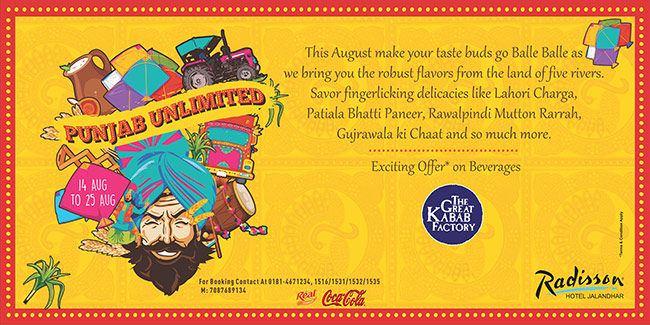 PUNJAB UNLIMITED
14 AUG
TO 25 AUG
This August make your taste buds go Balle Balle as
we bring you the robust flavors from the land of five rivers.
Savor fingerlicking delicacies like Lahori Charga,
Patiala Bhatti Paneer, Rawalpindi Mutton Rarrah,
Gujrawala ki Chaat and so much more.
Exciting Offer* on Beverages
THE
GREAT
KABAB
FACTORY
*Terms & Condition Apply
For Booking Contact At 0181-4671234, 1516/1531/1532/1535
M: 7087689134
Real
Coca-Cola
Radisson
HOTEL JALANDHAR